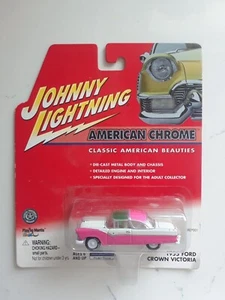 JOHNNY
LIGHTNING
AMERICAN CHROME
CLASSIC AMERICAN BEAUTIES
• DIE-CAST METAL BODY AND CHASSIS
• DETAILED ENGINE AND INTERIOR
• SPECIALLY DESIGNED FOR THE ADULT COLLECTOR
WARNING:
1955 FORD
CROWN VICTORIA